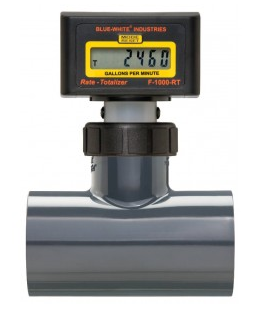 BLUE-WHITE® INDUSTRIES
T 2460
GALLONS PER MINUTE
Rate - Totalizer F-1000-RT